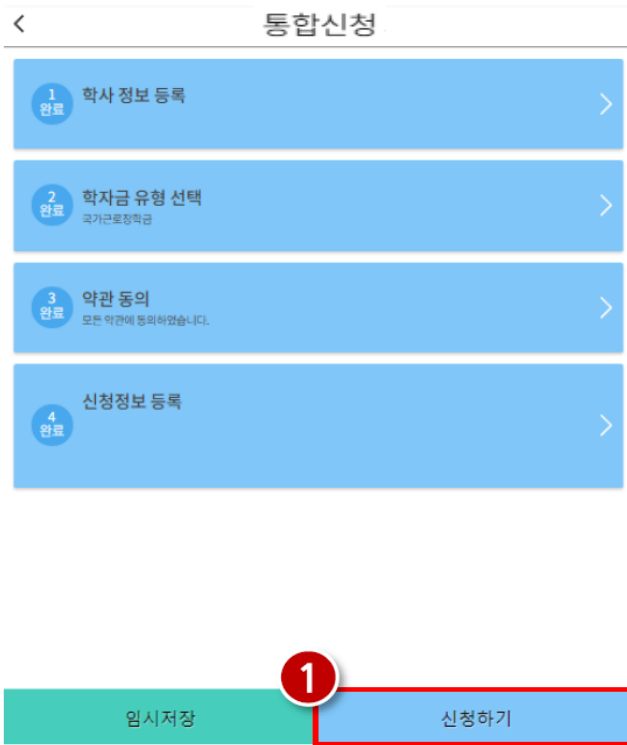 통합신청
1
완료
학사 정보 등록
2
완료
학자금 유형 선택
국가근로장학금
3
완료
약관 동의
모든 약관에 동의하였습니다.
4
완료
신청정보 등록
1
임시저장
신청하기